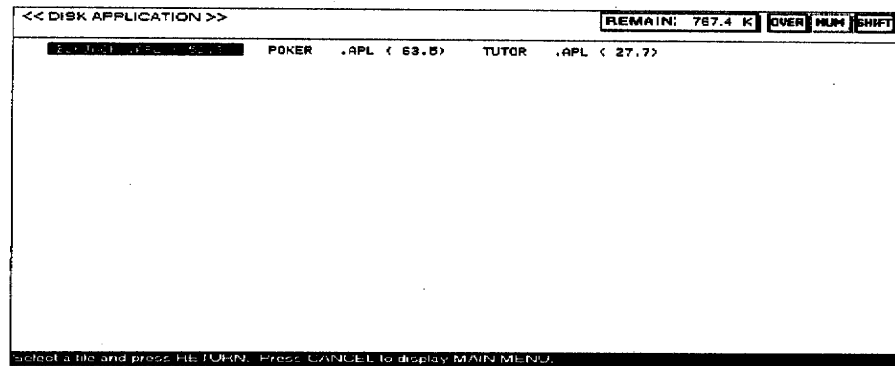 << DISK APPLICATION >>
REMAIN: 767.4 K OVER NUM SHIFT
POKER .APL ( 63.5) TUTOR .APL ( 27.7)
Select a file and press RETURN. Press CANCEL to display MAIN MENU.